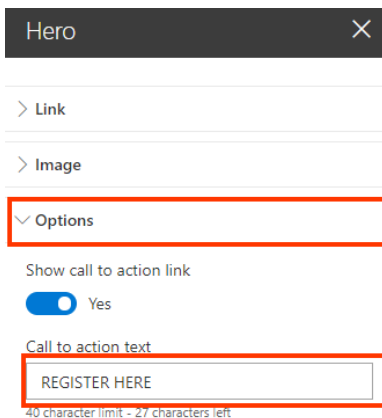 Hero
Link
Image
Options
Show call to action link
Yes
Call to action text
REGISTER HERE
40 character limit - 27 characters left